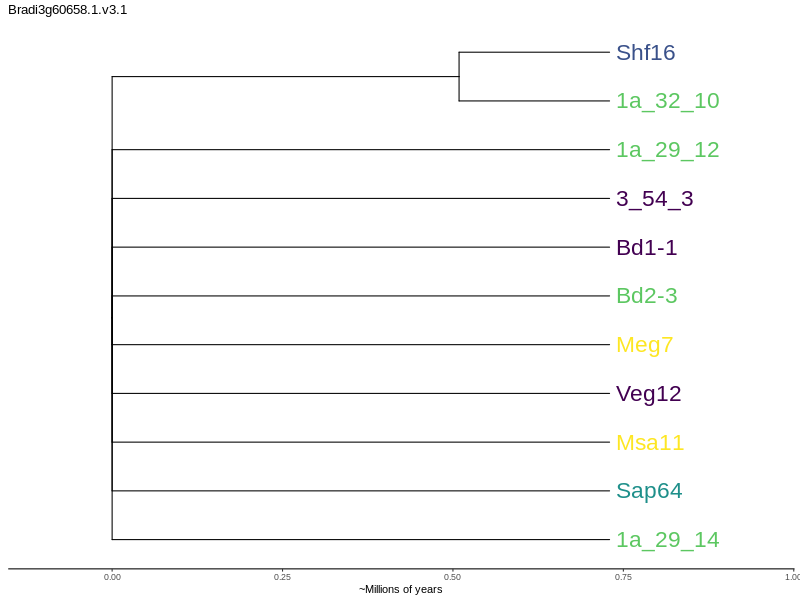 Bradi3g60658.1.v3.1
Shf16
1a_32_10
1a_29_12
3_54_3
Bd1-1
Bd2-3
Meg7
Veg12
Msa11
Sap64
1a_29_14
0.00 0.25 0.50 0.75 1.00
~Millions of years